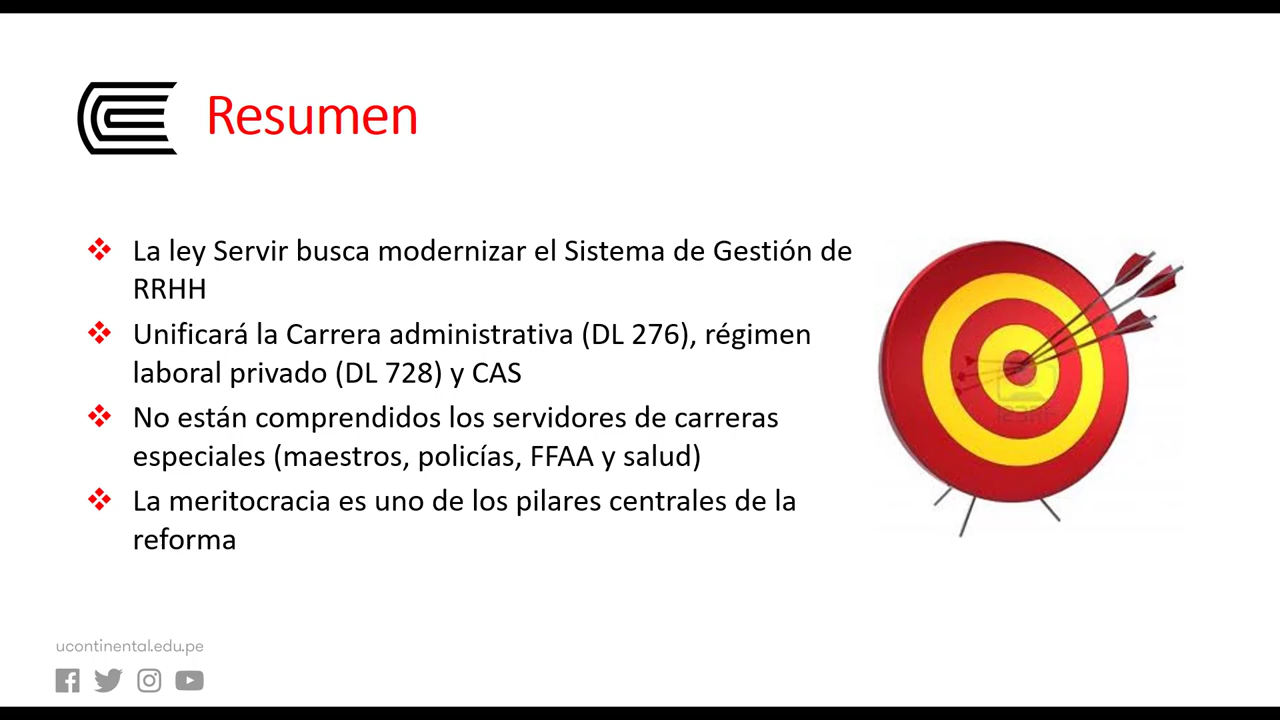 Resumen
La ley Servir busca modernizar el Sistema de Gestión de
RRHH
Unificará la Carrera administrativa (DL 276), régimen
laboral privado (DL 728) y CAS
No están comprendidos los servidores de carreras
especiales (maestros, policías, FFAA y salud)
La meritocracia es uno de los pilares centrales de la
reforma
ucontinental.edu.pe